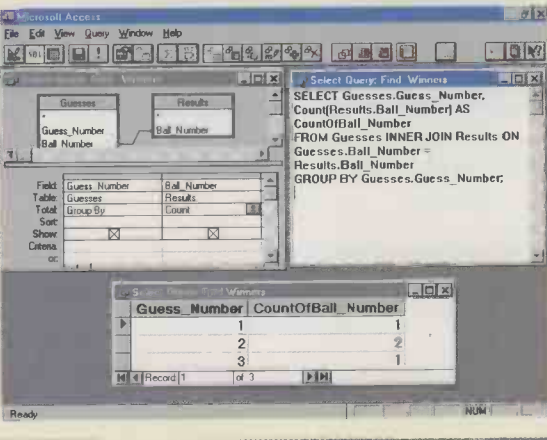 Microsoft Access
File Edit View Query Window Help
Guesses
*
Guess_Number
Ball Number
Results
*
Ball Number
Field: Guess_Number Ball_Number
Table: Guesses Results
Total: Group By Count
Sort:
Show:
Criteria:
or:
Select Query: Find_Winners
SELECT Guesses.Guess_Number,
Count(Results.Ball_Number) AS
CountOfBall_Number
FROM Guesses INNER JOIN Results ON
Guesses.Ball_Number =
Results.Ball_Number
GROUP BY Guesses.Guess_Number;
Guess_Number CountOfBall_Number
1 1
2 2
3 1
Record 1 of 3
Ready NUM